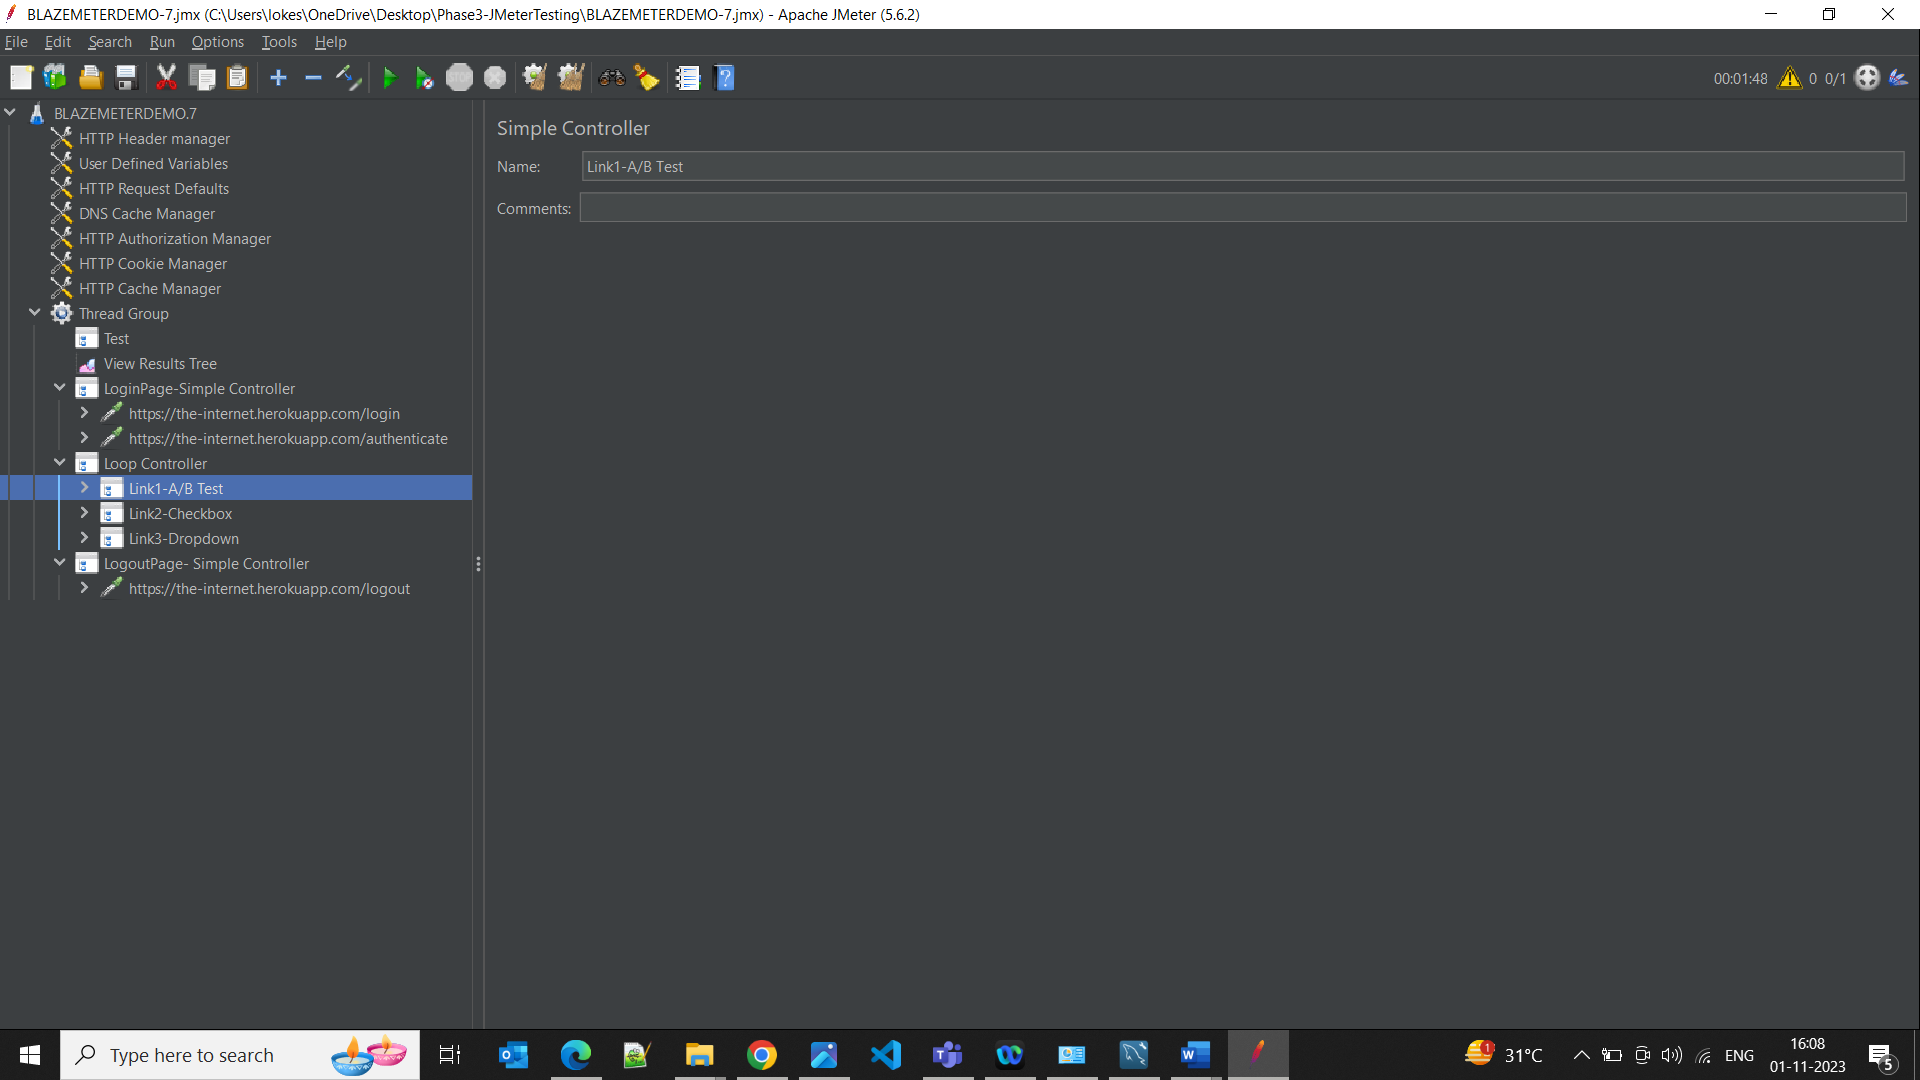 BLAZEMETERDEMO-7.jmx (C:\Users\lokes\OneDrive\Desktop\Phase3-JMeterTesting\BLAZEMETERDEMO-7.jmx) - Apache JMeter (5.6.2)
File Edit Search Run Options Tools Help
STOP
00:01:48 0 0/1
BLAZEMETERDEMO.7
HTTP Header manager
User Defined Variables
HTTP Request Defaults
DNS Cache Manager
HTTP Authorization Manager
HTTP Cookie Manager
HTTP Cache Manager
Thread Group
Test
View Results Tree
LoginPage-Simple Controller
https://the-internet.herokuapp.com/login
https://the-internet.herokuapp.com/authenticate
Loop Controller
Link1-A/B Test
Link2-Checkbox
Link3-Dropdown
LogoutPage- Simple Controller
https://the-internet.herokuapp.com/logout
Simple Controller
Name: Link1-A/B Test
Comments:
Type here to search
1
31°C
ENG
16:08
01-11-2023
5